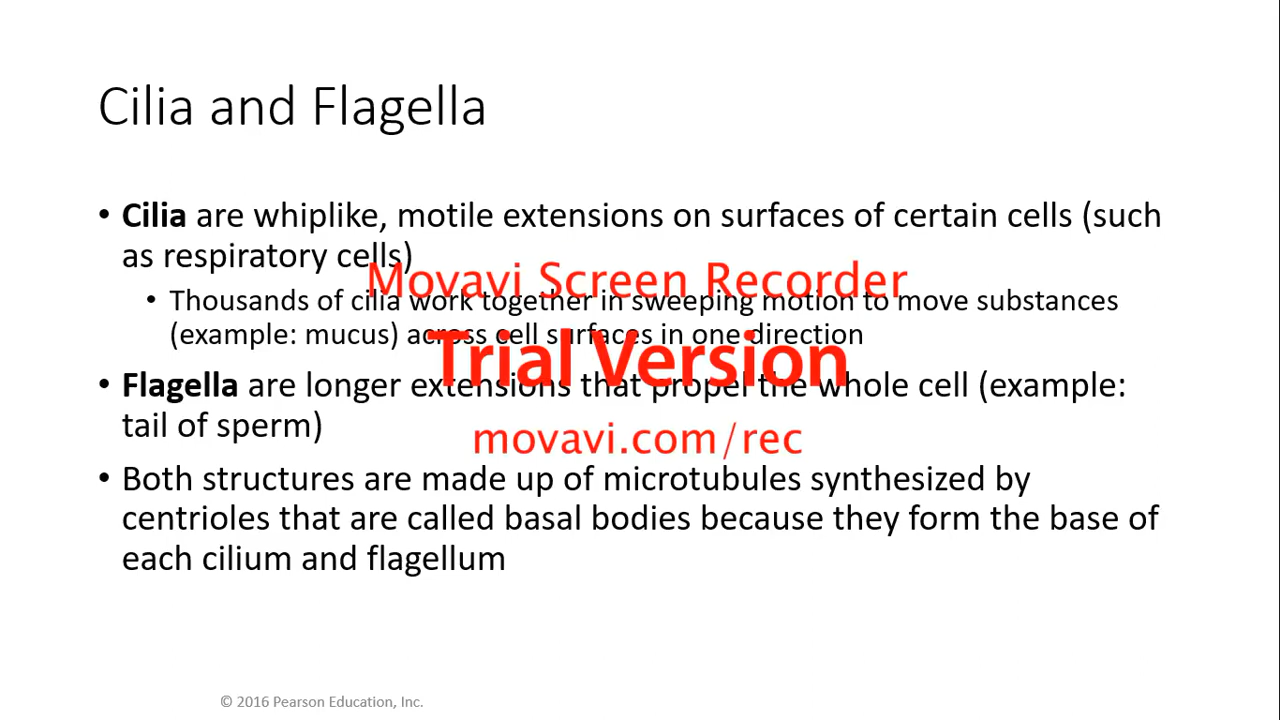 Cilia and Flagella
• Cilia are whiplike, motile extensions on surfaces of certain cells (such
as respiratory cells)
Movavi Screen Recorder
• Thousands of cilia work together in sweeping motion to move substances
(example: mucus) across cell surfaces in one direction
Trial Version
• Flagella are longer extensions that propel the whole cell (example:
tail of sperm)
movavi.com/rec
• Both structures are made up of microtubules synthesized by
centrioles that are called basal bodies because they form the base of
each cilium and flagellum
© 2016 Pearson Education, Inc.